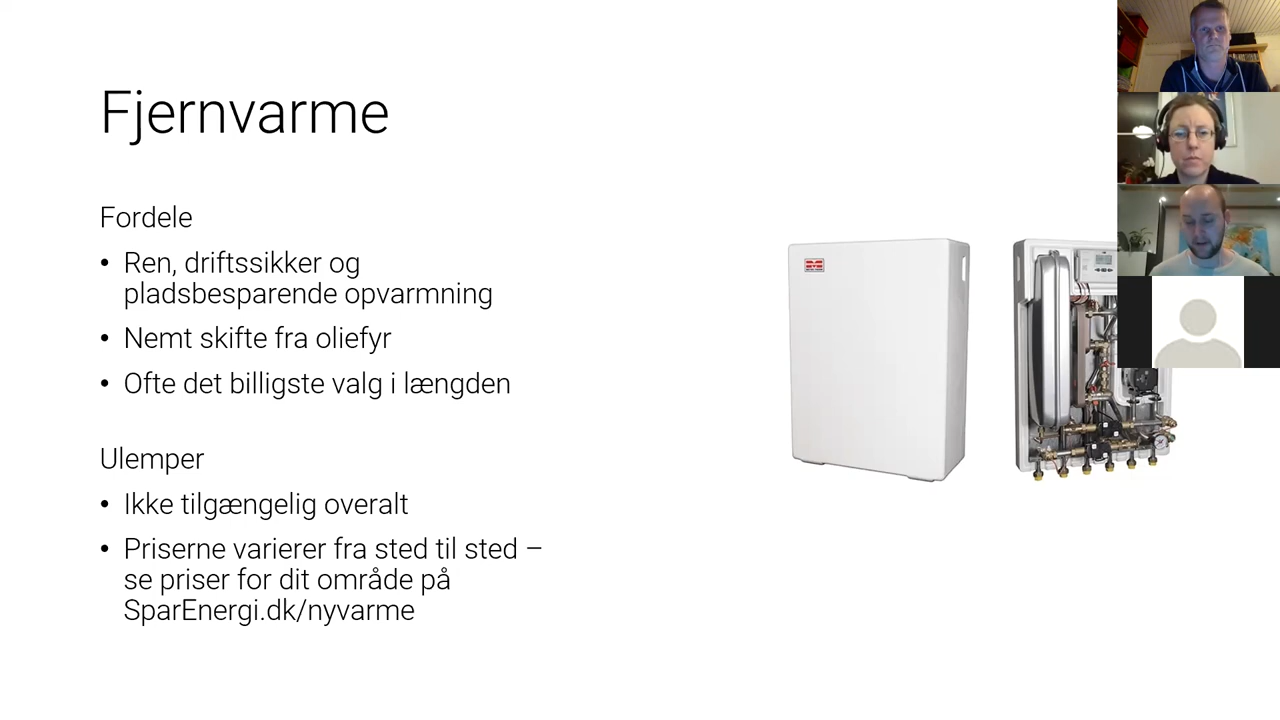 Fjernvarme
Fordele
• Ren, driftssikker og
pladsbesparende opvarmning
• Nemt skifte fra oliefyr
• Ofte det billigste valg i længden
Ulemper
• Ikke tilgængelig overalt
• Priserne varierer fra sted til sted –
se priser for dit område på
SparEnergi.dk/nyvarme